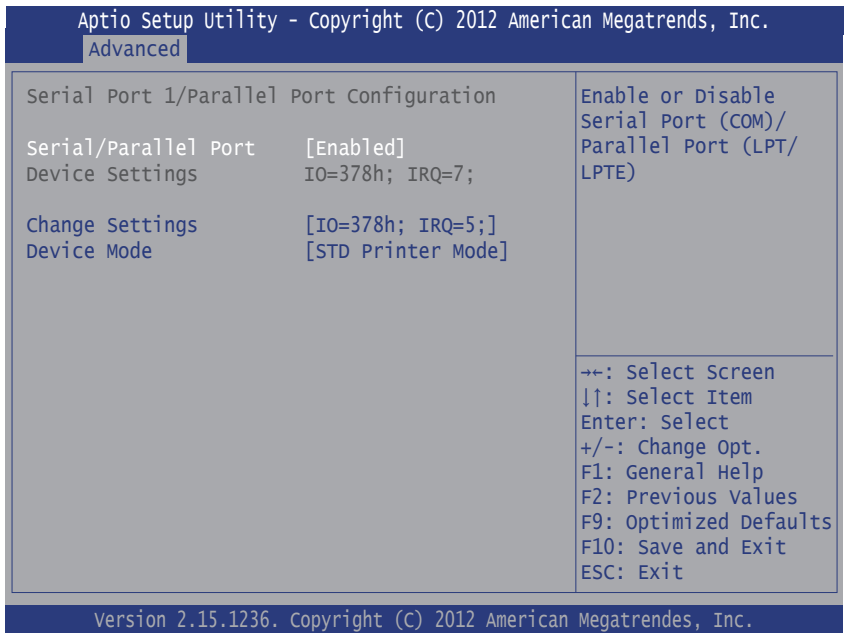 Aptio Setup Utility - Copyright (C) 2012 American Megatrends, Inc.
Advanced
Serial Port 1/Parallel Port Configuration
Serial/Parallel Port [Enabled]
Device Settings IO=378h; IRQ=7;
Change Settings [IO=378h; IRQ=5;]
Device Mode [STD Printer Mode]
Enable or Disable
Serial Port (COM)/
Parallel Port (LPT/
LPTE)
→←: Select Screen
↓↑: Select Item
Enter: Select
+/-: Change Opt.
F1: General Help
F2: Previous Values
F9: Optimized Defaults
F10: Save and Exit
ESC: Exit
Version 2.15.1236. Copyright (C) 2012 American Megatrendes, Inc.